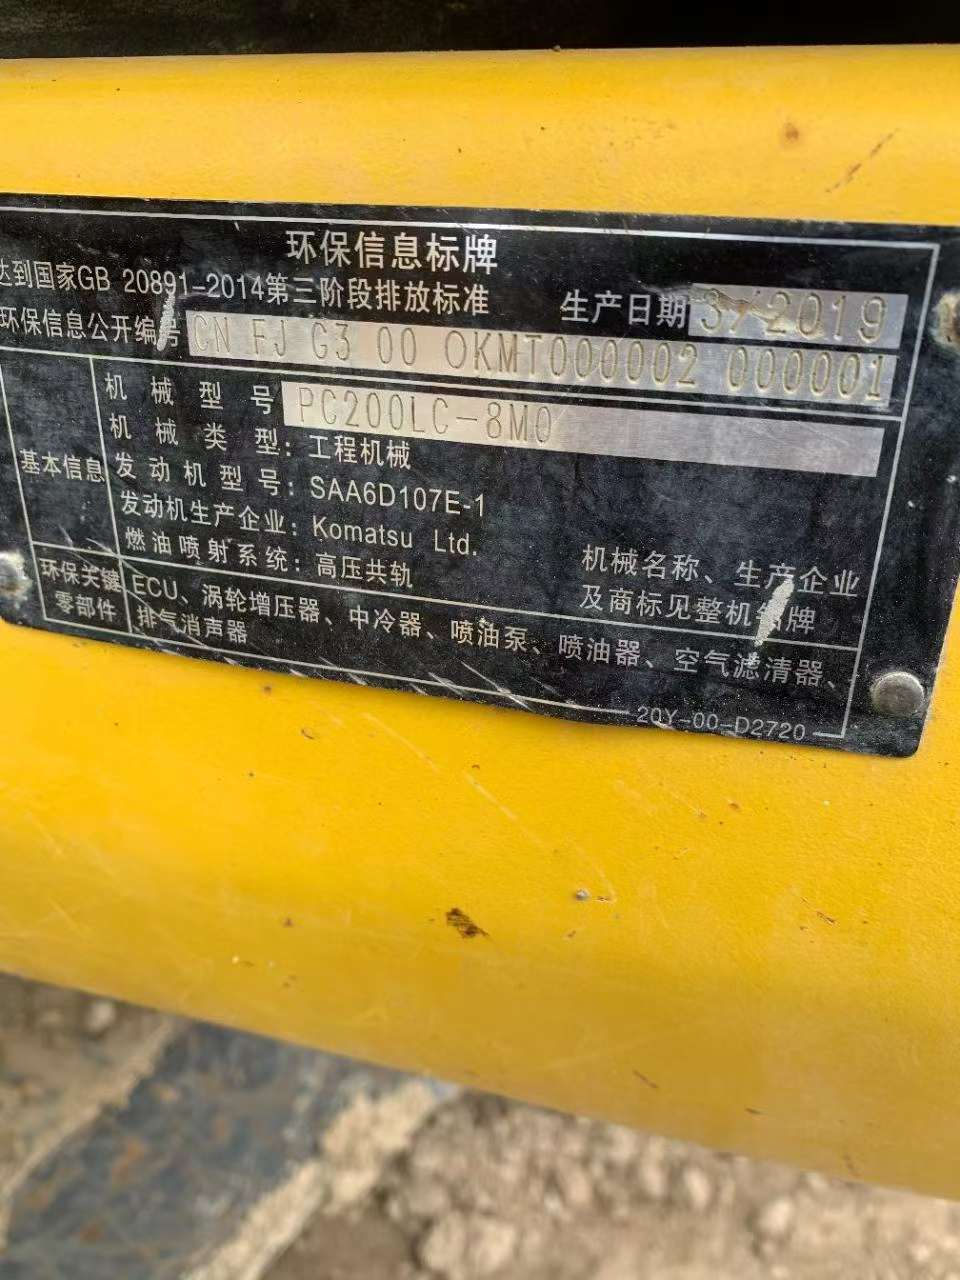 环保信息标牌
达到国家GB 20891-2014第三阶段排放标准 生产日期 3/2019
环保信息公开编号 CN FJ G3 00 0KMT000002 000001
基本信息
机械型号 PC200LC-8M0
机械类型: 工程机械
发动机型号: SAA6D107E-1
发动机生产企业: Komatsu Ltd.
燃油喷射系统: 高压共轨
机械名称、生产企业
及商标见整机铭牌
环保关键
零部件
ECU、涡轮增压器、中冷器、喷油泵、喷油器、空气滤清器、
排气消声器
20Y-00-D2720